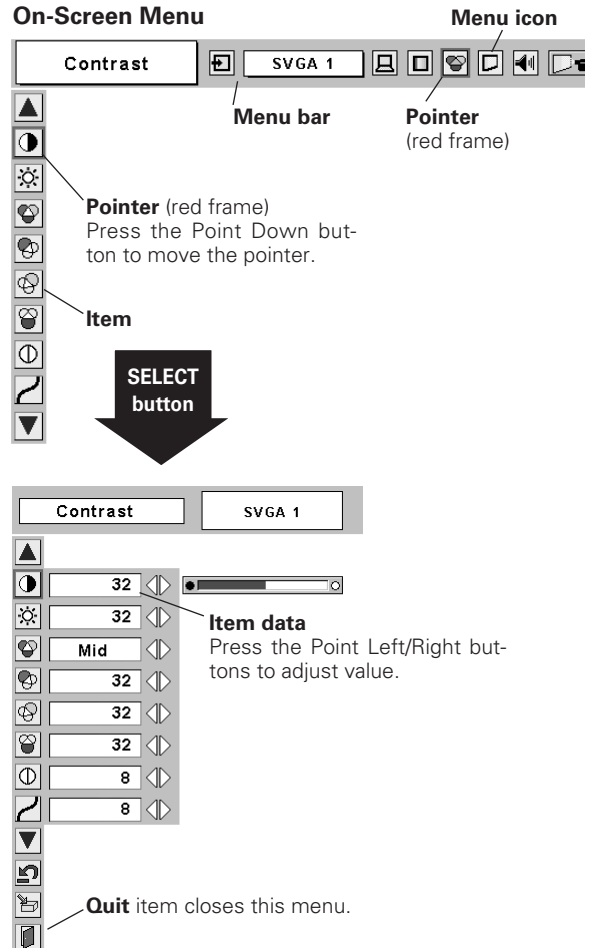 On-Screen Menu
Menu icon
Contrast
SVGA 1
Menu bar
Pointer
(red frame)
Pointer (red frame)
Press the Point Down but-
ton to move the pointer.
Item
SELECT
button
Contrast
SVGA 1
32
32
Item data
Press the Point Left/Right but-
tons to adjust value.
Mid
32
32
32
8
8
Quit item closes this menu.